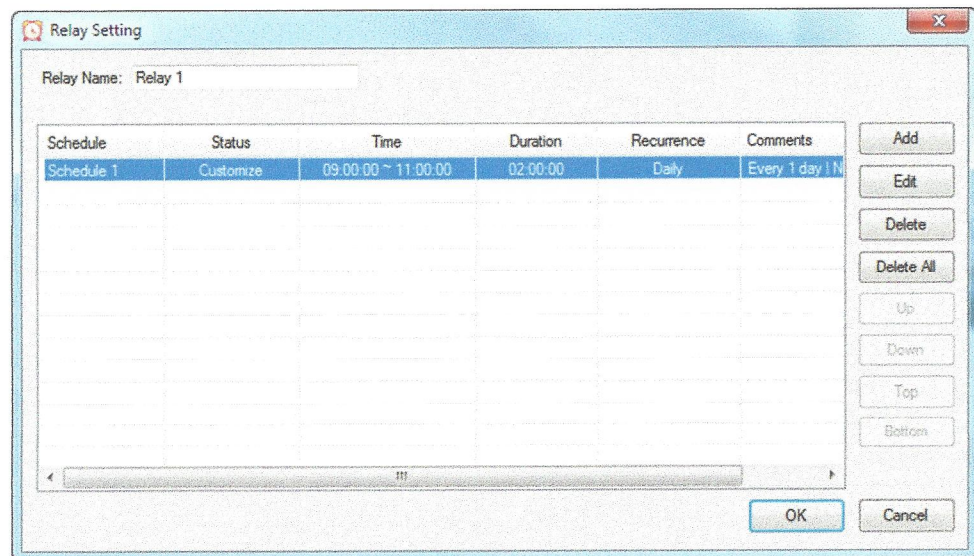 Relay Setting
Relay Name: Relay 1
Schedule Status Time Duration Recurrence Comments
Schedule 1 Customize 09:00:00 ~ 11:00:00 02:00:00 Daily Every 1 day | N
Add
Edit
Delete
Delete All
Up
Down
Top
Bottom
OK Cancel